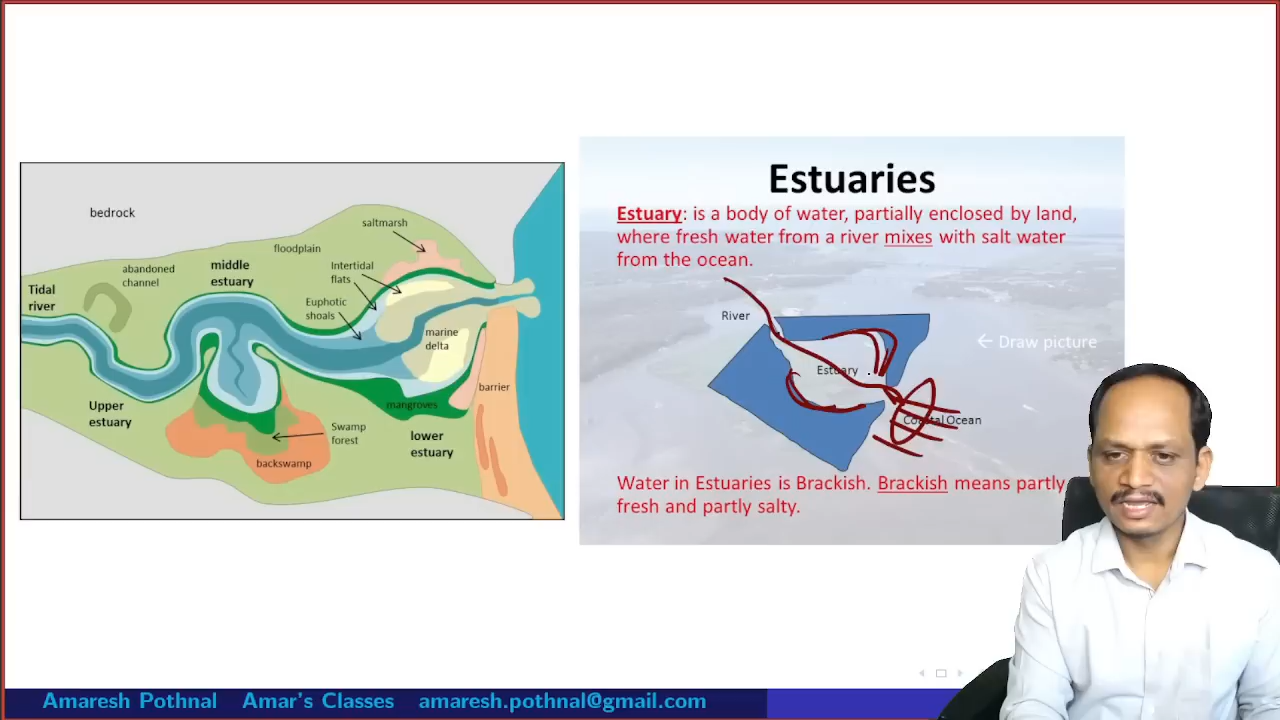 bedrock
saltmarsh
floodplain
Intertidal
flats
middle
estuary
abandoned
channel
Tidal
river
Euphotic
shoals
marine
delta
barrier
mangroves
Upper
estuary
Swamp
forest
lower
estuary
backswamp
Estuaries
Estuary: is a body of water, partially enclosed by land,
where fresh water from a river mixes with salt water
from the ocean.
River
← Draw picture
Estuary
Coastal Ocean
Water in Estuaries is Brackish. Brackish means partly
fresh and partly salty.
Amaresh Pothnal Amar's Classes amaresh.pothnal@gmail.com